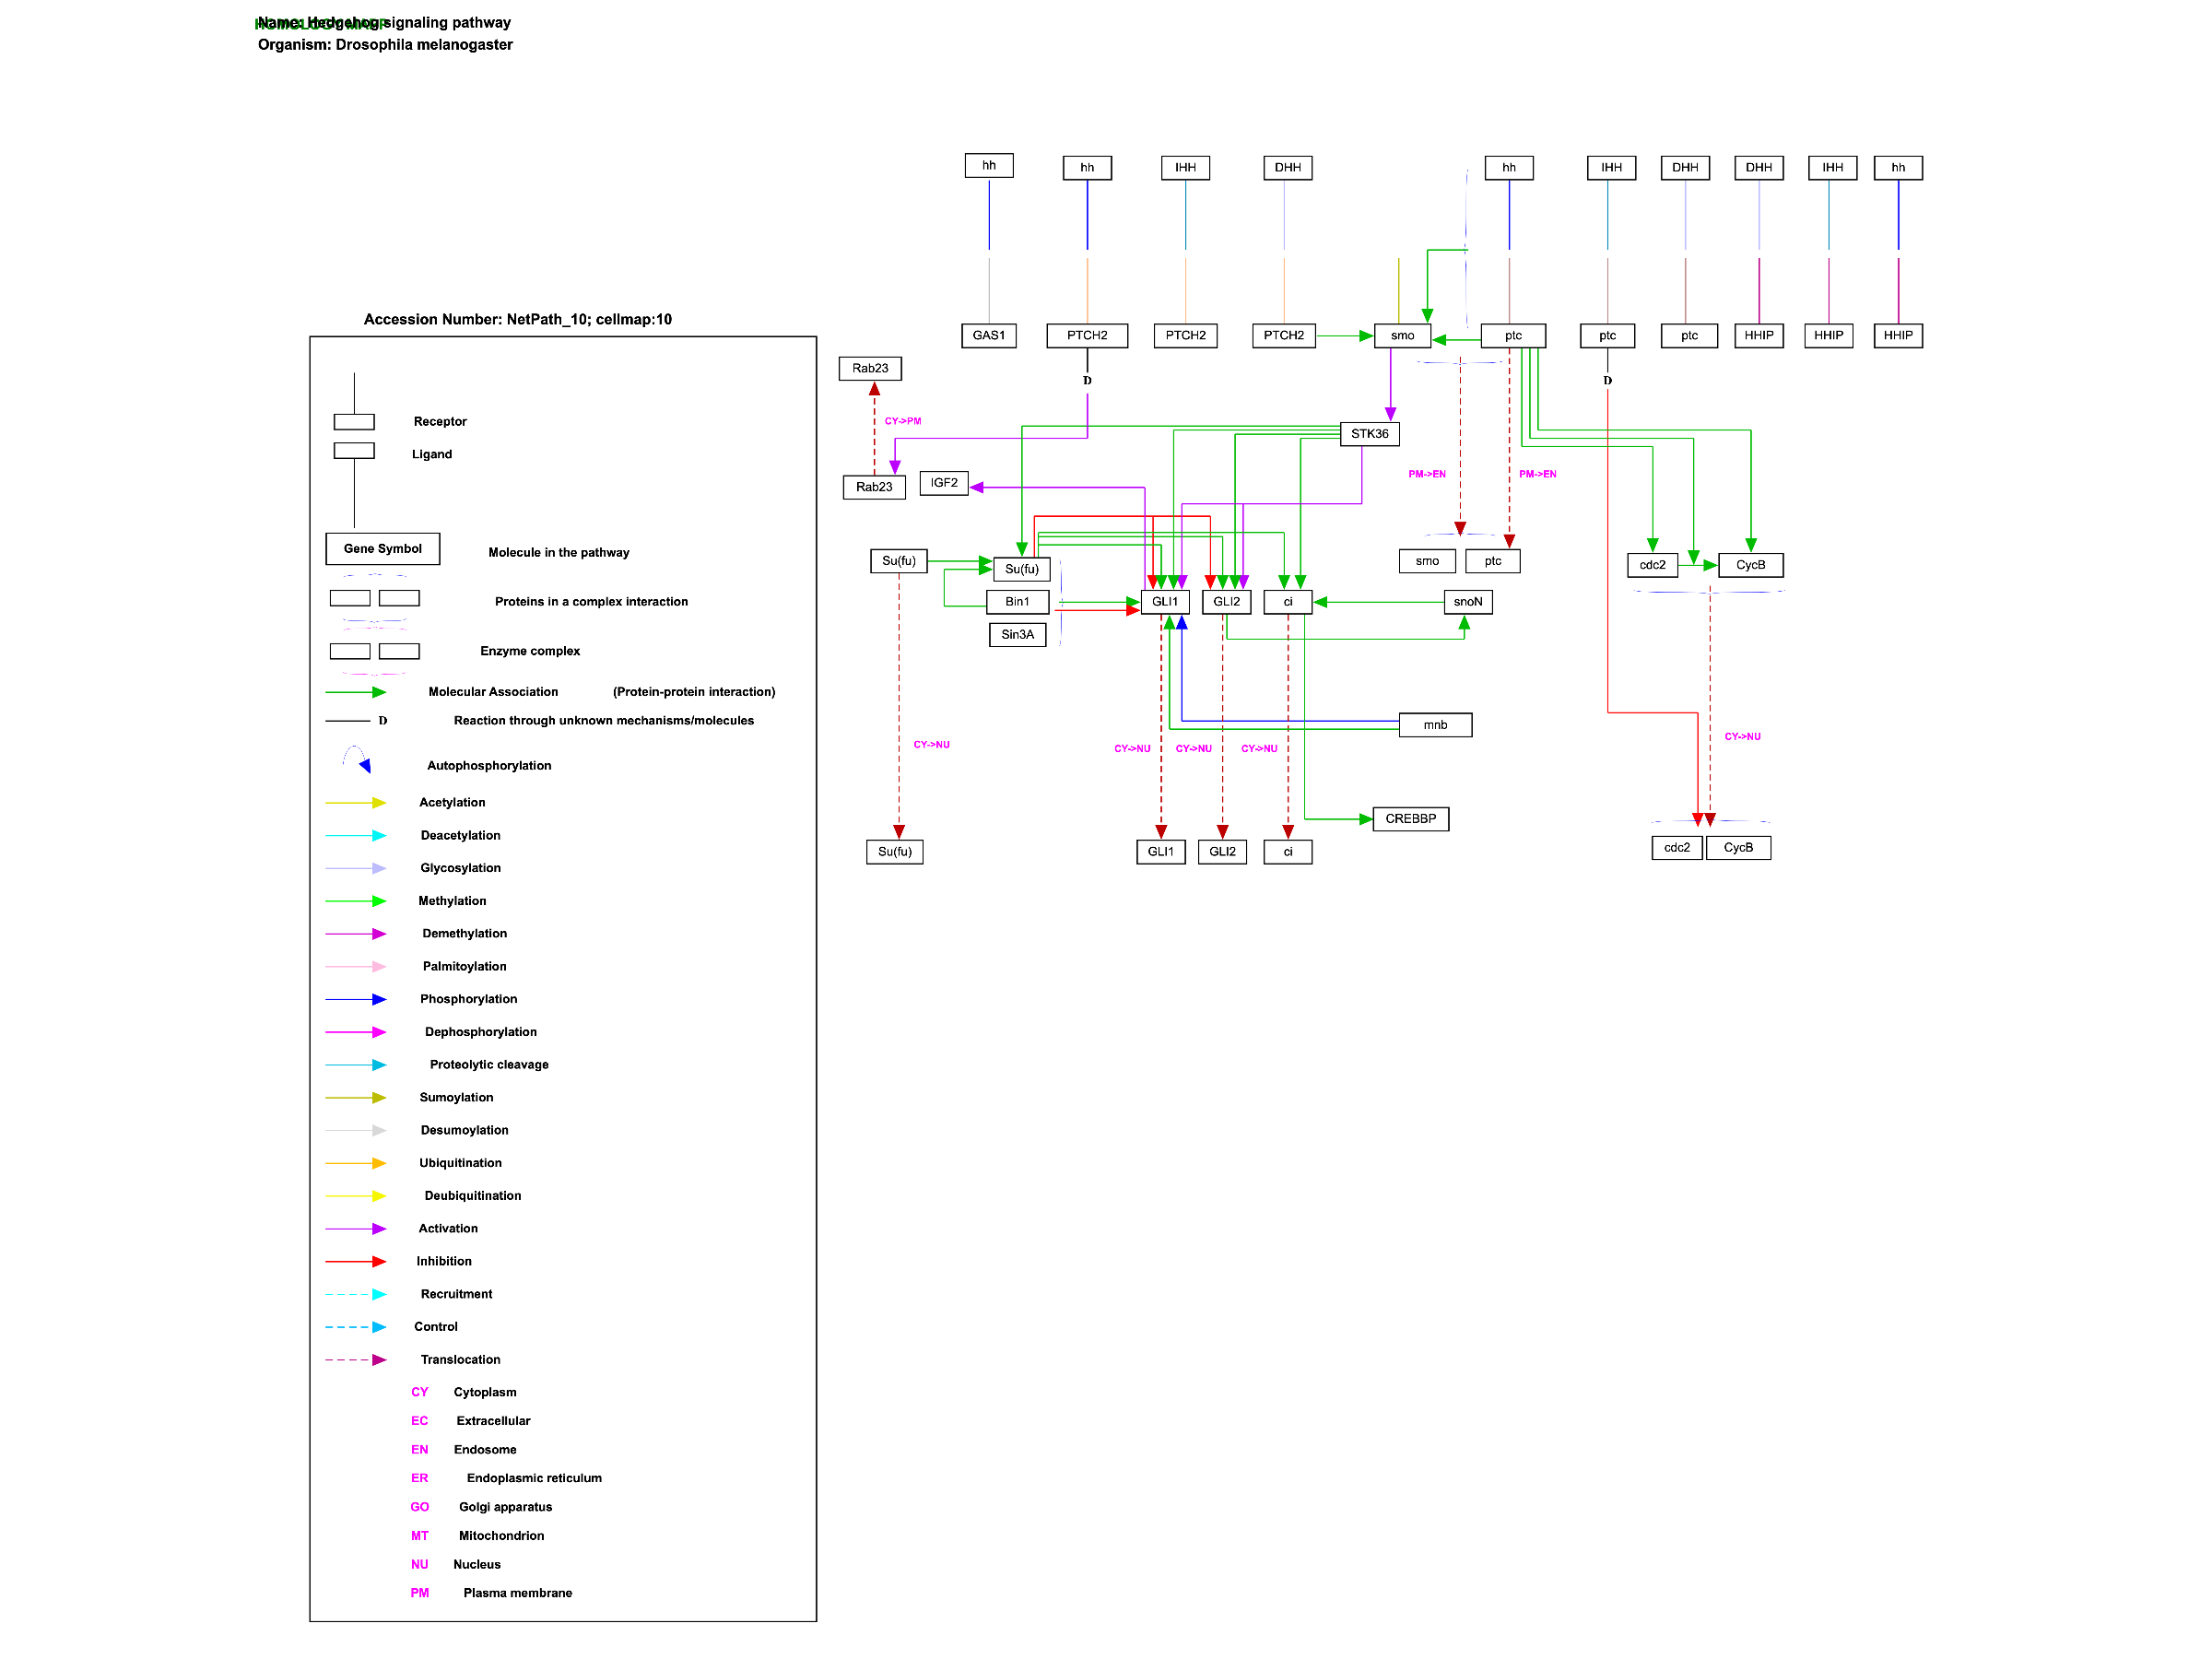 HOMOLOGY MAPP
Name: Hedgehog signaling pathway
Organism: Drosophila melanogaster
hh hh IHH DHH hh IHH DHH DHH IHH hh
Accession Number: NetPath_10; cellmap:10
GAS1 PTCH2 PTCH2 PTCH2 smo ptc ptc ptc HHIP HHIP HHIP
Rab23
D D
CY->PM
STK36
PM->EN PM->EN
Rab23 IGF2
Su(fu) Su(fu) smo ptc cdc2 CycB
Bin1 GLI1 GLI2 ci snoN
Sin3A
mnb
CY->NU CY->NU CY->NU CY->NU CY->NU
CREBBP
Su(fu) GLI1 GLI2 ci cdc2 CycB
Receptor
Ligand
Gene Symbol Molecule in the pathway
Proteins in a complex interaction
Enzyme complex
Molecular Association (Protein-protein interaction)
D Reaction through unknown mechanisms/molecules
Autophosphorylation
Acetylation
Deacetylation
Glycosylation
Methylation
Demethylation
Palmitoylation
Phosphorylation
Dephosphorylation
Proteolytic cleavage
Sumoylation
Desumoylation
Ubiquitination
Deubiquitination
Activation
Inhibition
Recruitment
Control
Translocation
CY Cytoplasm
EC Extracellular
EN Endosome
ER Endoplasmic reticulum
GO Golgi apparatus
MT Mitochondrion
NU Nucleus
PM Plasma membrane